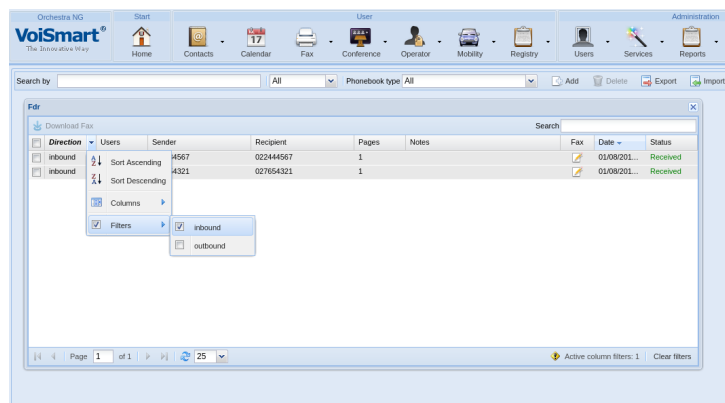 Orchestra NG Start User Administration
VoiSmart®
The Innovative Way
Home Contacts Calendar Fax Conference Operator Mobility Registry Users Services Reports
Search by All Phonebook type All Add Delete Export Import
Fdr
Download Fax Search
Direction Users Sender Recipient Pages Notes Fax Date Status
inbound 4567 022444567 1 01/08/201... Received
inbound 4321 027654321 1 01/08/201... Received
Sort Ascending
Sort Descending
Columns
Filters inbound
outbound
Page 1 of 1 25 Active column filters: 1 Clear filters